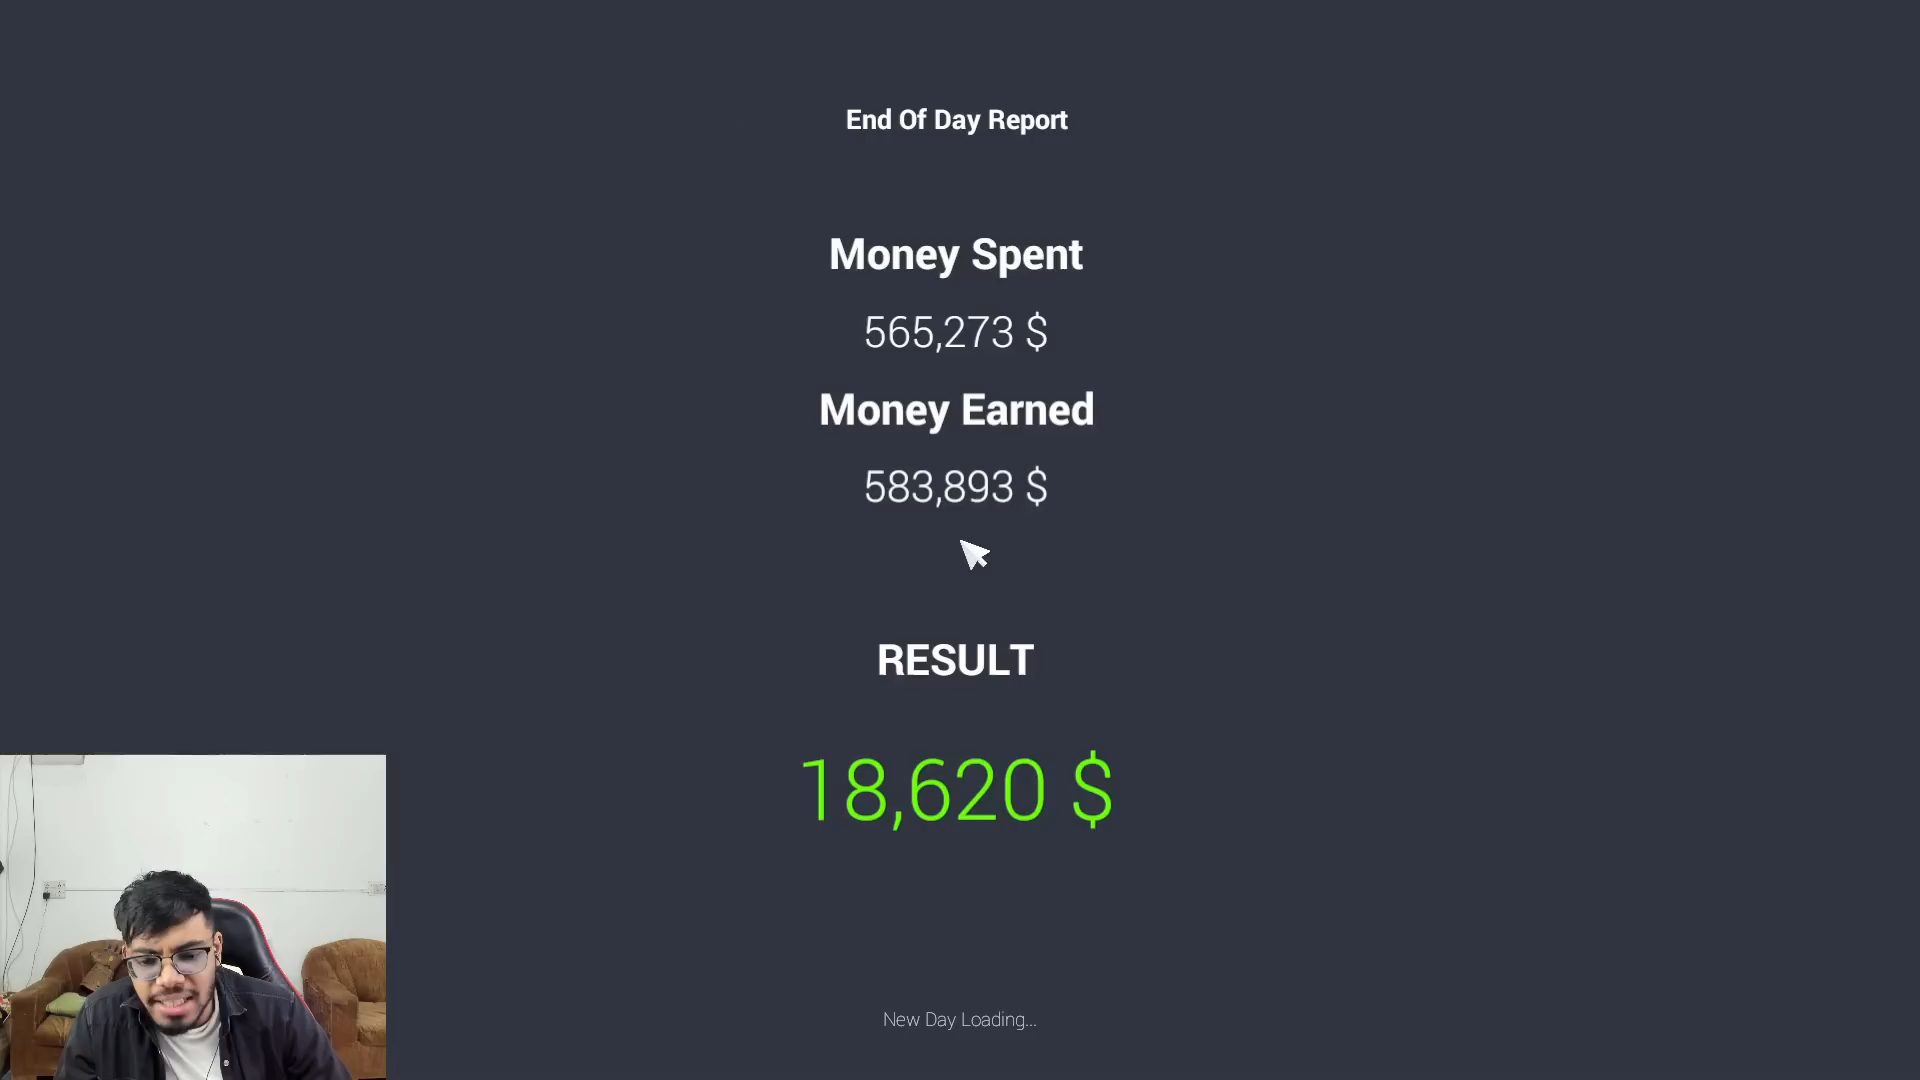 End Of Day Report
Money Spent
565,273 $
Money Earned
583,893 $
RESULT
18,620 $
New Day Loading...